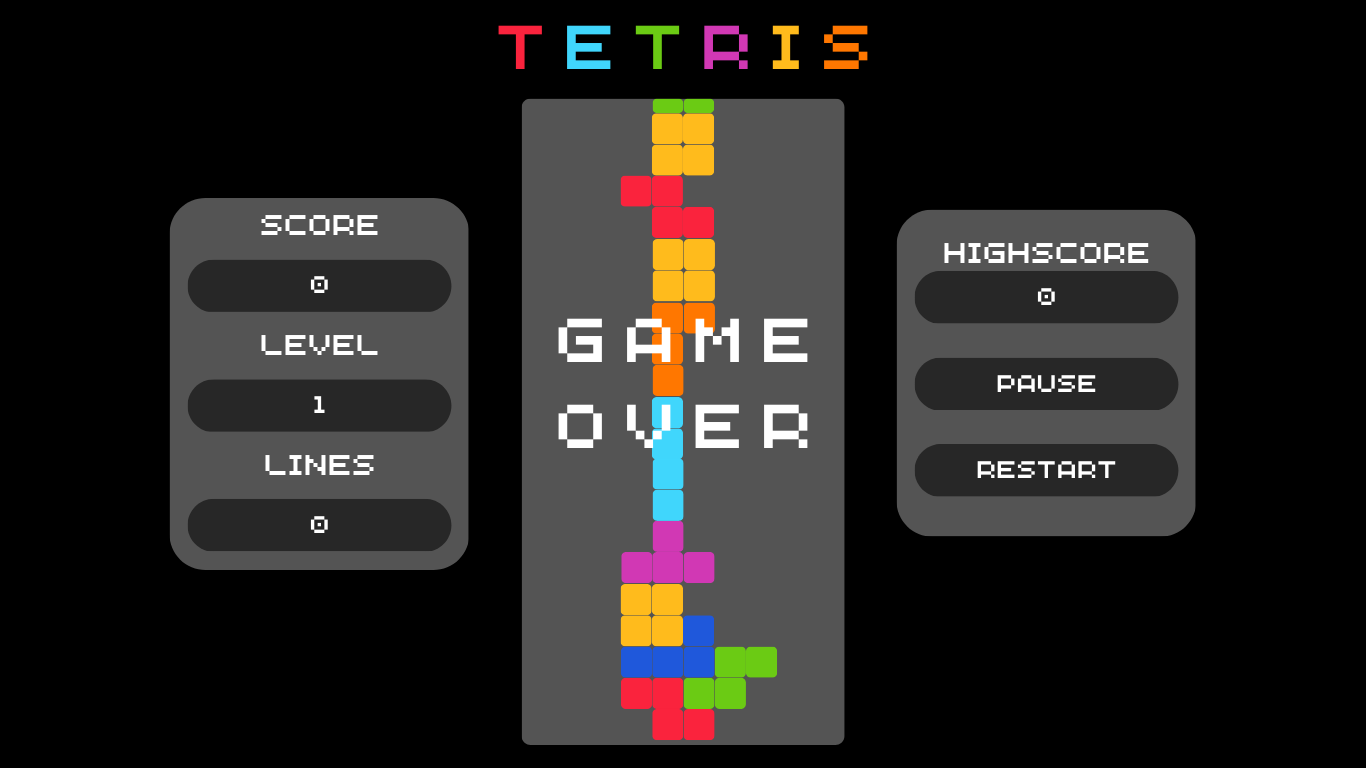 TETRIS
SCORE
0
LEVEL
1
LINES
0
GAME
OVER
HIGHSCORE
0
PAUSE
RESTART